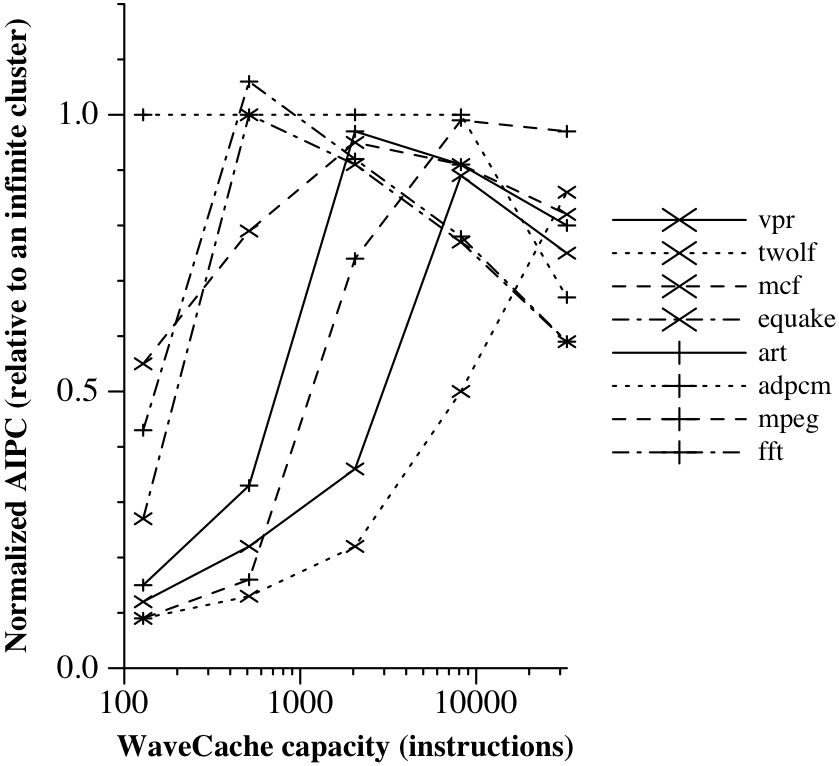 Normalized AIPC (relative to an infinite cluster)
1.0
0.5
0.0
100
1000
10000
WaveCache capacity (instructions)
vpr
twolf
mcf
equake
art
adpcm
mpeg
fft